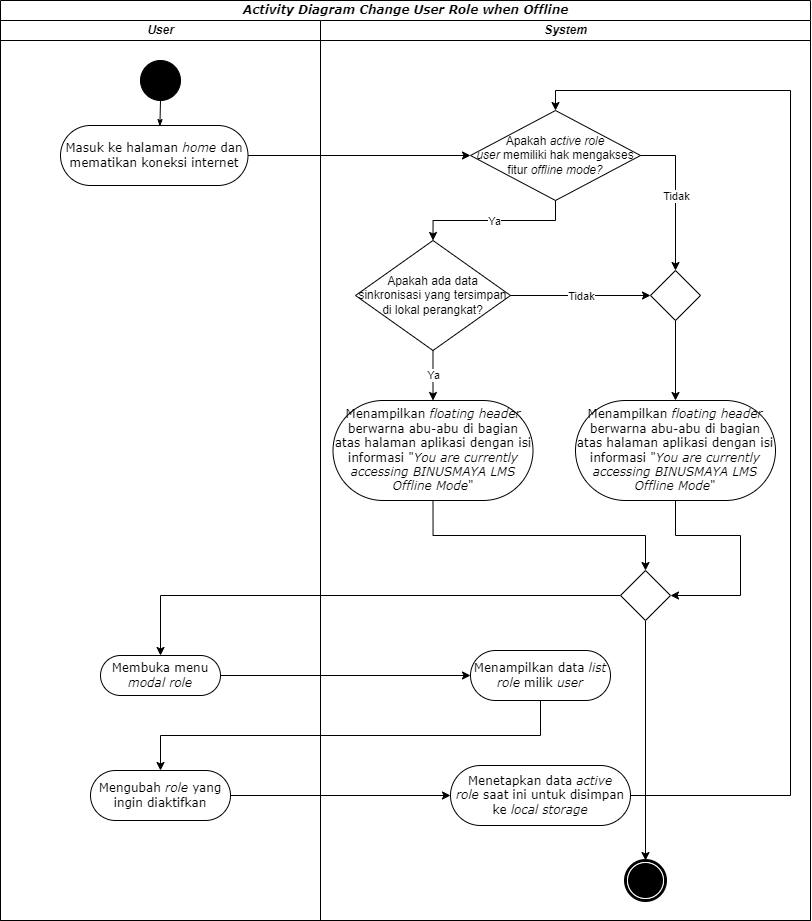 Activity Diagram Change User Role when Offline
User
System
Masuk ke halaman home dan
mematikan koneksi internet
Apakah active role
user memiliki hak mengakses
fitur offline mode?
Tidak
Ya
Apakah ada data
sinkronisasi yang tersimpan
di lokal perangkat?
Tidak
Ya
Menampilkan floating header
berwarna abu-abu di bagian
atas halaman aplikasi dengan isi
informasi "You are currently
accessing BINUSMAYA LMS
Offline Mode"
Menampilkan floating header
berwarna abu-abu di bagian
atas halaman aplikasi dengan isi
informasi "You are currently
accessing BINUSMAYA LMS
Offline Mode"
Membuka menu
modal role
Menampilkan data list
role milik user
Mengubah role yang
ingin diaktifkan
Menetapkan data active
role saat ini untuk disimpan
ke local storage